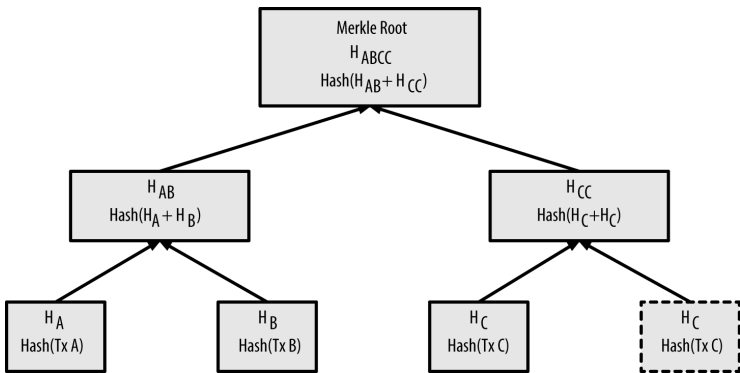 Merkle Root
H ABCC
Hash(H AB + H CC)
H AB
Hash(H A + H B)
H CC
Hash(H C+H C)
H A
Hash(Tx A)
H B
Hash(Tx B)
H C
Hash(Tx C)
H C
Hash(Tx C)